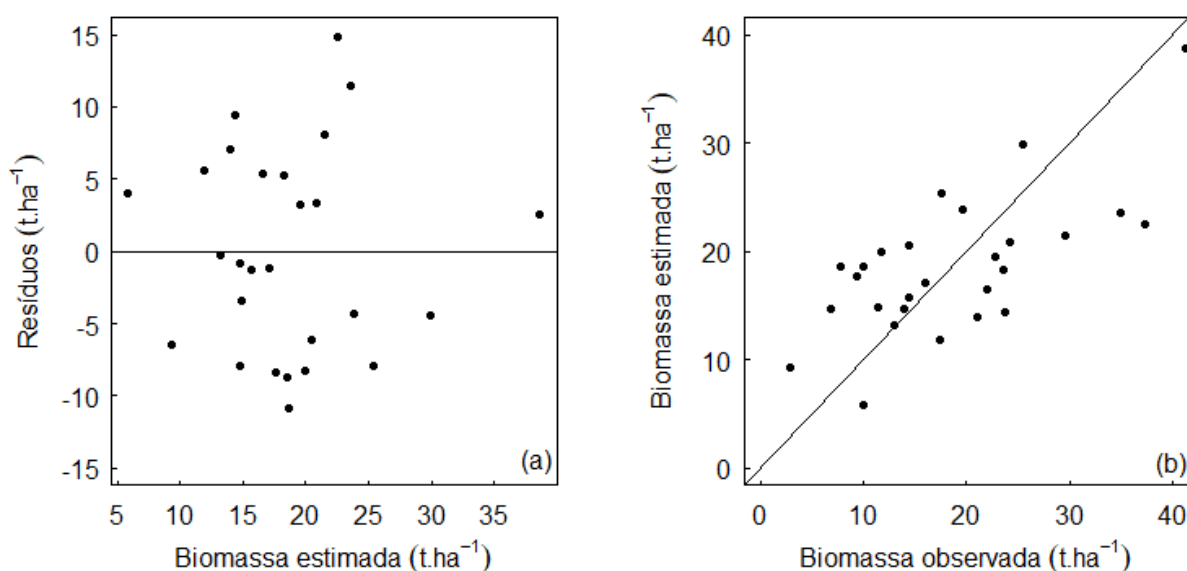 Resíduos (t.ha⁻¹)
15
10
5
0
-5
-10
-15
(a)
5 10 15 20 25 30 35
Biomassa estimada (t.ha⁻¹)
Biomassa estimada (t.ha⁻¹)
40
30
20
10
0
(b)
0 10 20 30 40
Biomassa observada (t.ha⁻¹)